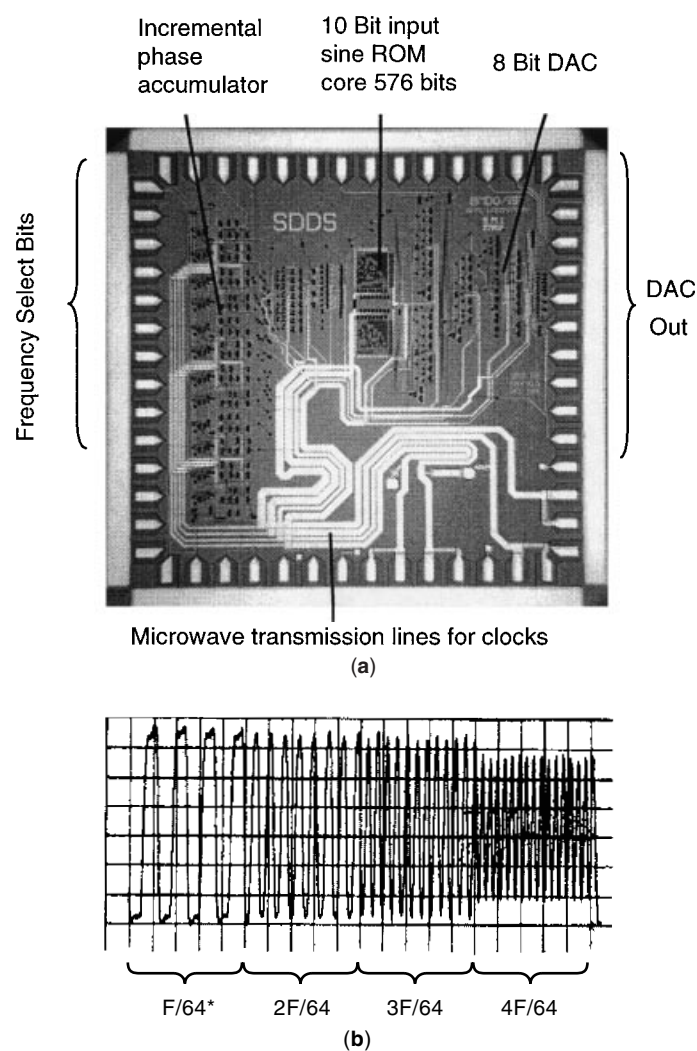 Incremental
phase
accumulator
10 Bit input
sine ROM
core 576 bits
8 Bit DAC
SDDS
Frequency Select Bits
DAC
Out
Microwave transmission lines for clocks
(a)
F/64*
2F/64
3F/64
4F/64
(b)